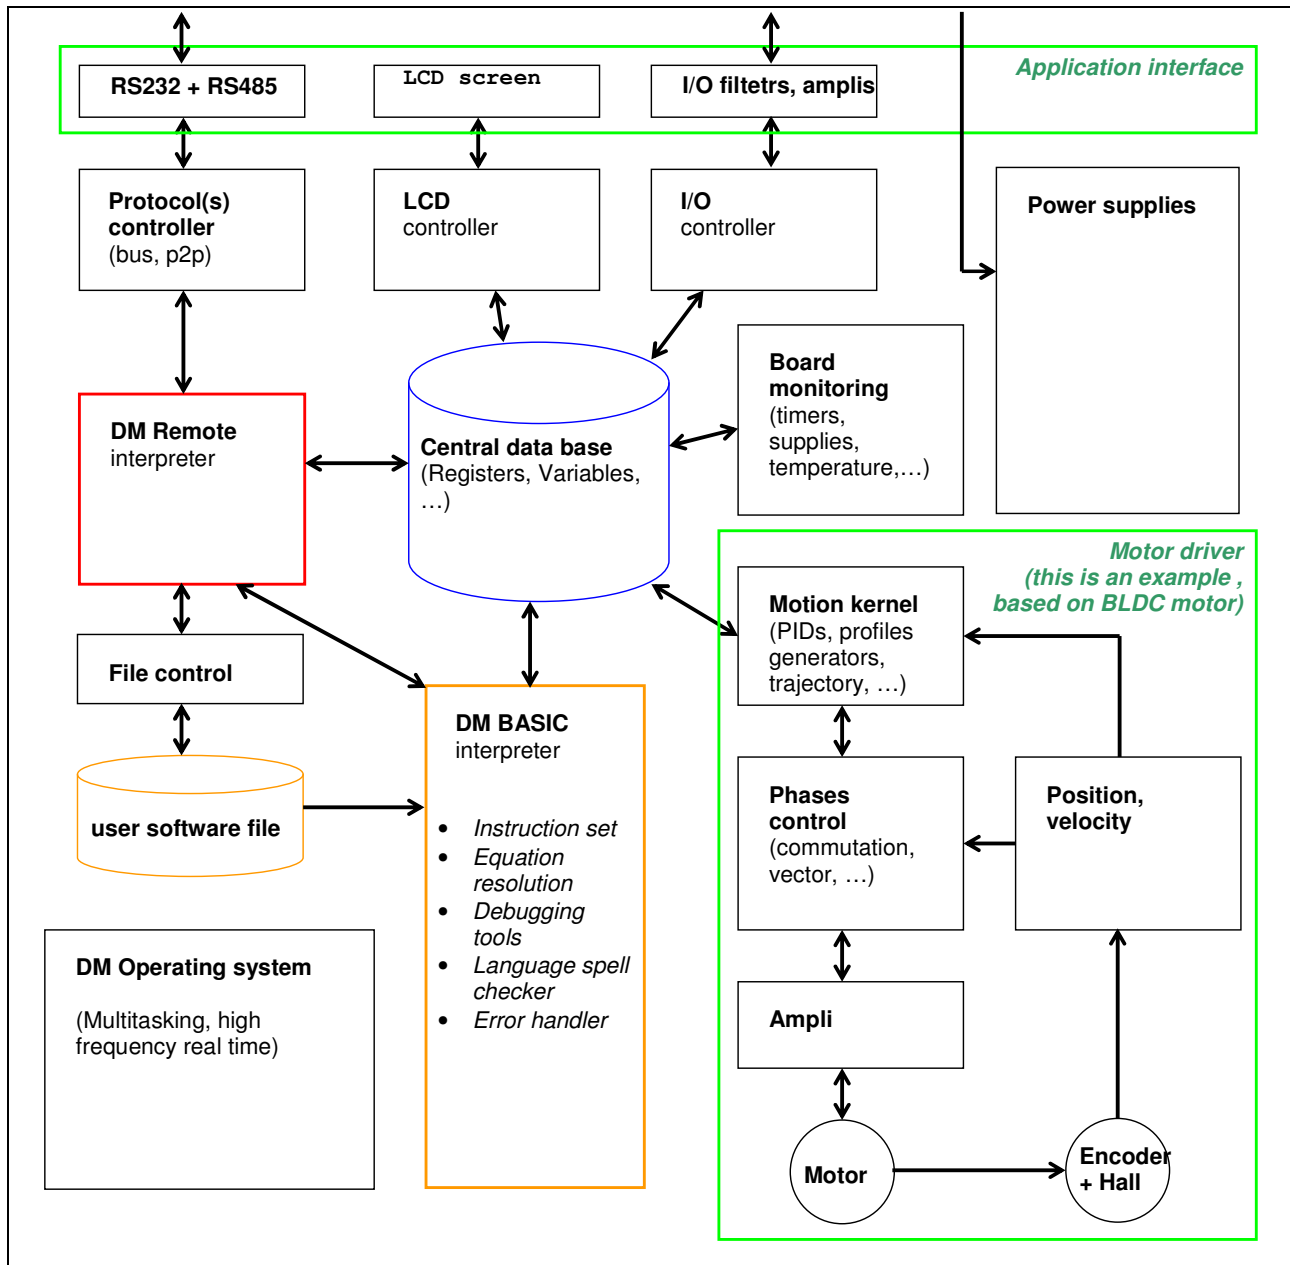 Application interface
RS232 + RS485
LCD screen
I/O filtetrs, amplis
Protocol(s)
controller
(bus, p2p)
LCD
controller
I/O
controller
Power supplies
Board
monitoring
(timers,
supplies,
temperature,…)
DM Remote
interpreter
Central data base
(Registers, Variables,
…)
Motor driver
(this is an example ,
based on BLDC motor)
Motion kernel
(PIDs, profiles
generators,
trajectory, …)
File control
DM BASIC
interpreter
• Instruction set
• Equation
resolution
• Debugging
tools
• Language spell
checker
• Error handler
user software file
Phases
control
(commutation,
vector, …)
Position,
velocity
DM Operating system
(Multitasking, high
frequency real time)
Ampli
Motor
Encoder
+ Hall